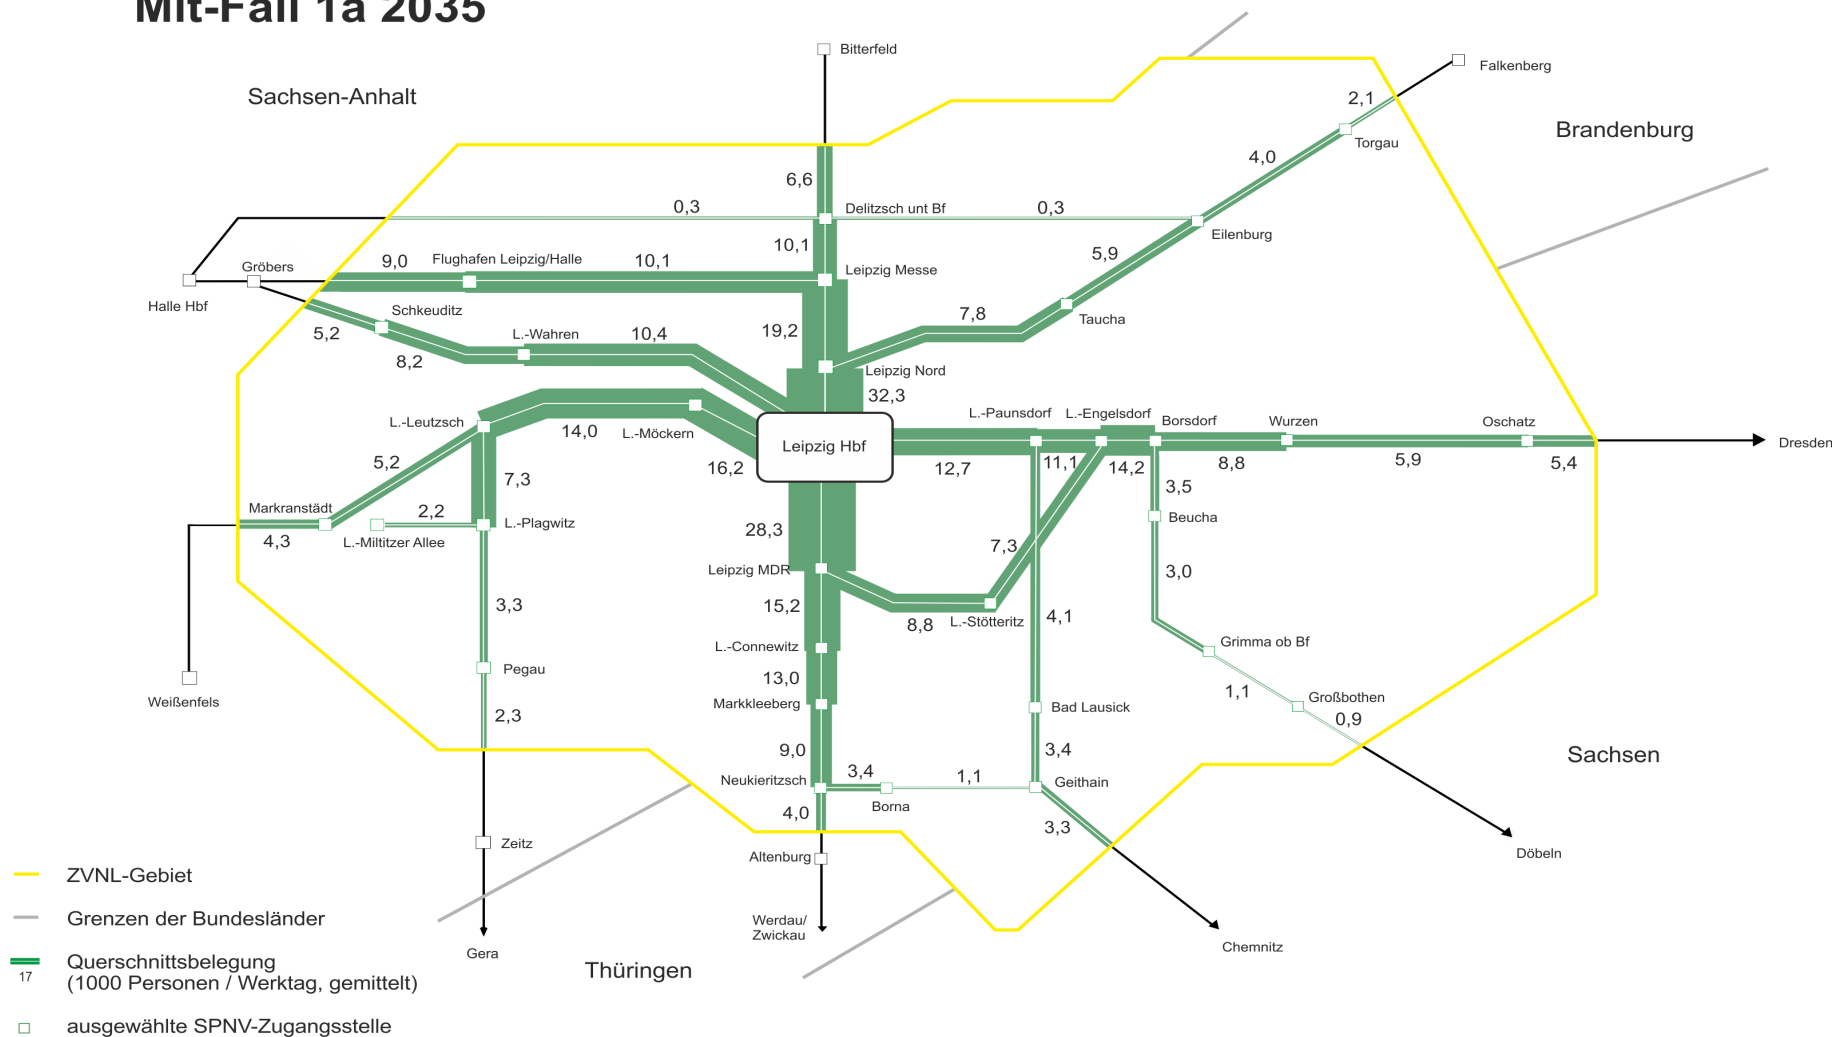 Mit-Fall 1a 2035
Bitterfeld
Falkenberg
Sachsen-Anhalt
2,1
Brandenburg
Torgau
4,0
6,6
0,3
Delitzsch unt Bf
0,3
Eilenburg
10,1
5,9
9,0
Flughafen Leipzig/Halle
10,1
Gröbers
Leipzig Messe
Halle Hbf
Schkeuditz
7,8
Taucha
5,2
L.-Wahren
10,4
19,2
8,2
Leipzig Nord
32,3
L.-Leutzsch
14,0
L.-Möckern
Leipzig Hbf
L.-Paunsdorf
L.-Engelsdorf
Borsdorf
Wurzen
Oschatz
Dresden
5,2
16,2
12,7
11,1
14,2
8,8
5,9
5,4
7,3
3,5
Markranstädt
2,2
L.-Plagwitz
Beucha
4,3
L.-Miltitzer Allee
28,3
7,3
Leipzig MDR
3,0
3,3
15,2
8,8
L.-Stötteritz
4,1
L.-Connewitz
Grimma ob Bf
Pegau
13,0
1,1
Großbothen
Weißenfels
Markkleeberg
Bad Lausick
0,9
2,3
9,0
3,4
Sachsen
Neukieritzsch
3,4
1,1
Geithain
Borna
4,0
3,3
Zeitz
Altenburg
Döbeln
Werdau/
Zwickau
Chemnitz
Gera
Thüringen
ZVNL-Gebiet
Grenzen der Bundesländer
Querschnittsbelegung
17
(1000 Personen / Werktag, gemittelt)
ausgewählte SPNV-Zugangsstelle